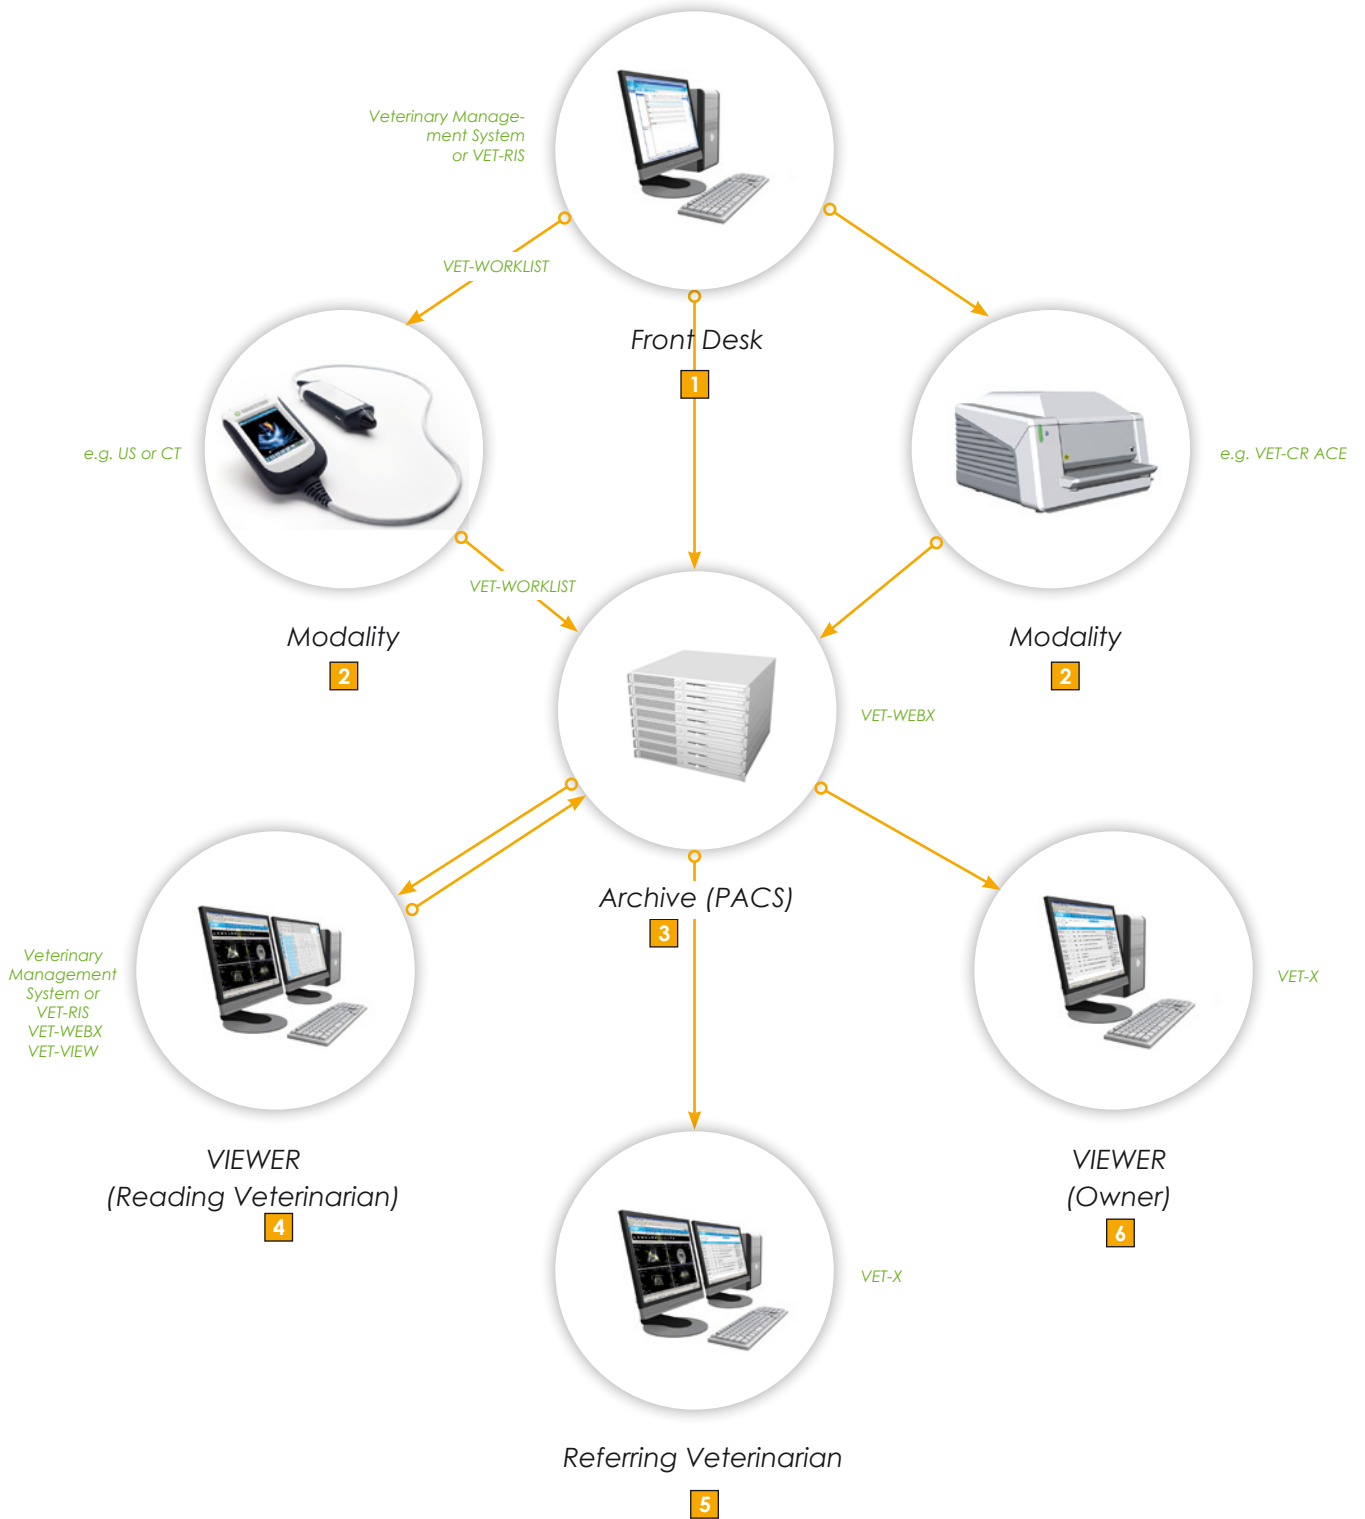 Veterinary Manage-
ment System
or VET-RIS
VET-WORKLIST
Front Desk
1
e.g. US or CT
e.g. VET-CR ACE
VET-WORKLIST
Modality
2
Modality
2
VET-WEBX
Archive (PACS)
3
Veterinary
Management
System or
VET-RIS
VET-WEBX
VET-VIEW
VET-X
VIEWER
(Reading Veterinarian)
4
VIEWER
(Owner)
6
VET-X
Referring Veterinarian
5